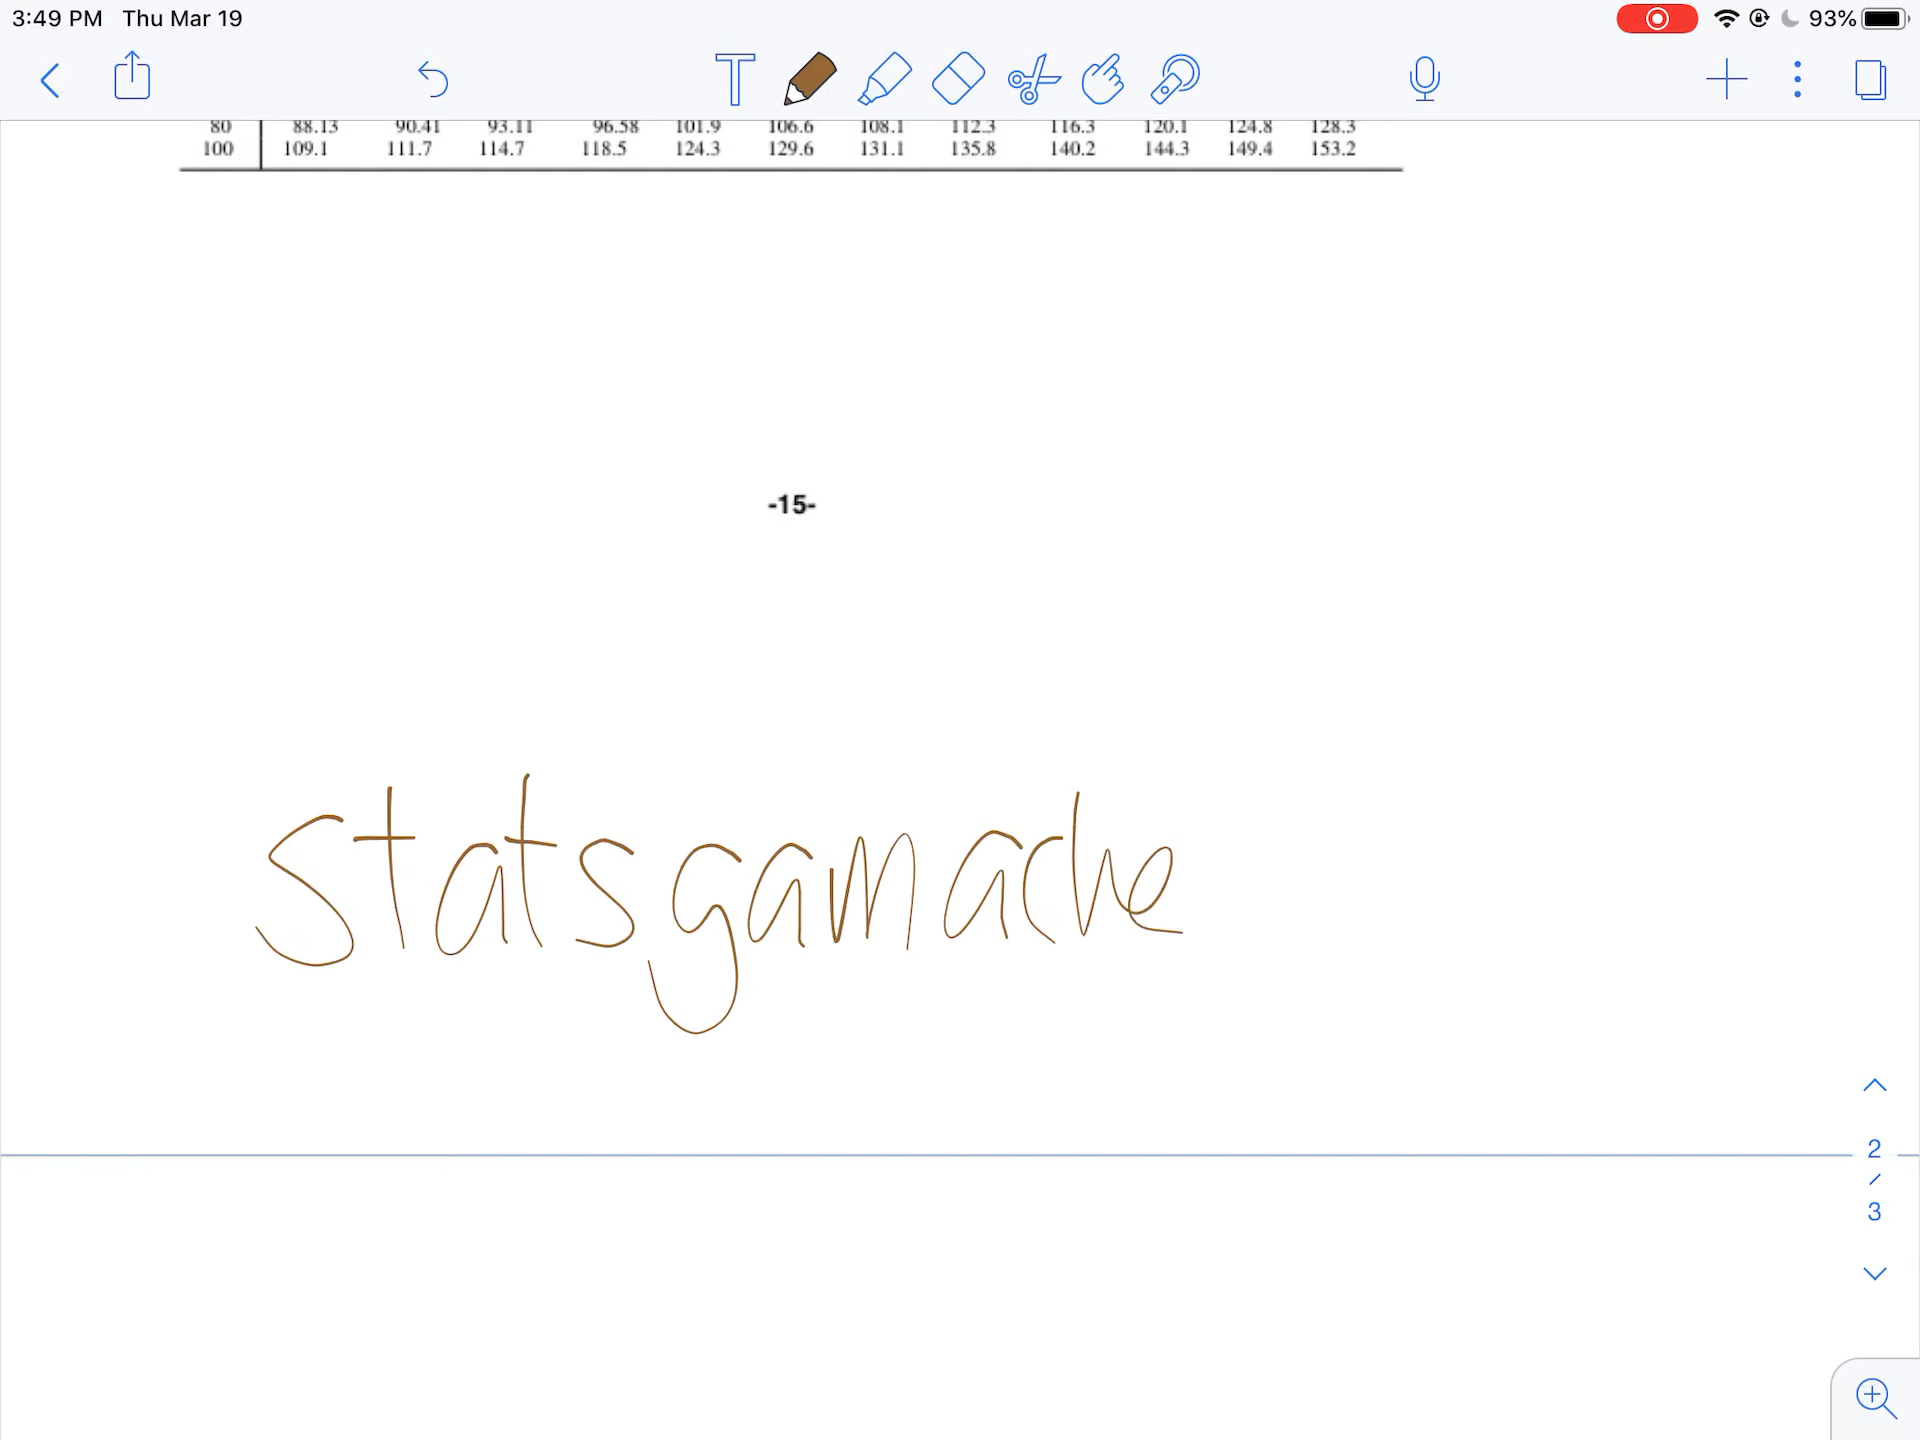 3:49 PM Thu Mar 19 93%
80 88.13 90.41 93.11 96.58 101.9 106.6 108.1 112.3 116.3 120.1 124.8 128.3
100 109.1 111.7 114.7 118.5 124.3 129.6 131.1 135.8 140.2 144.3 149.4 153.2
-15-
statsgamache
2
/
3